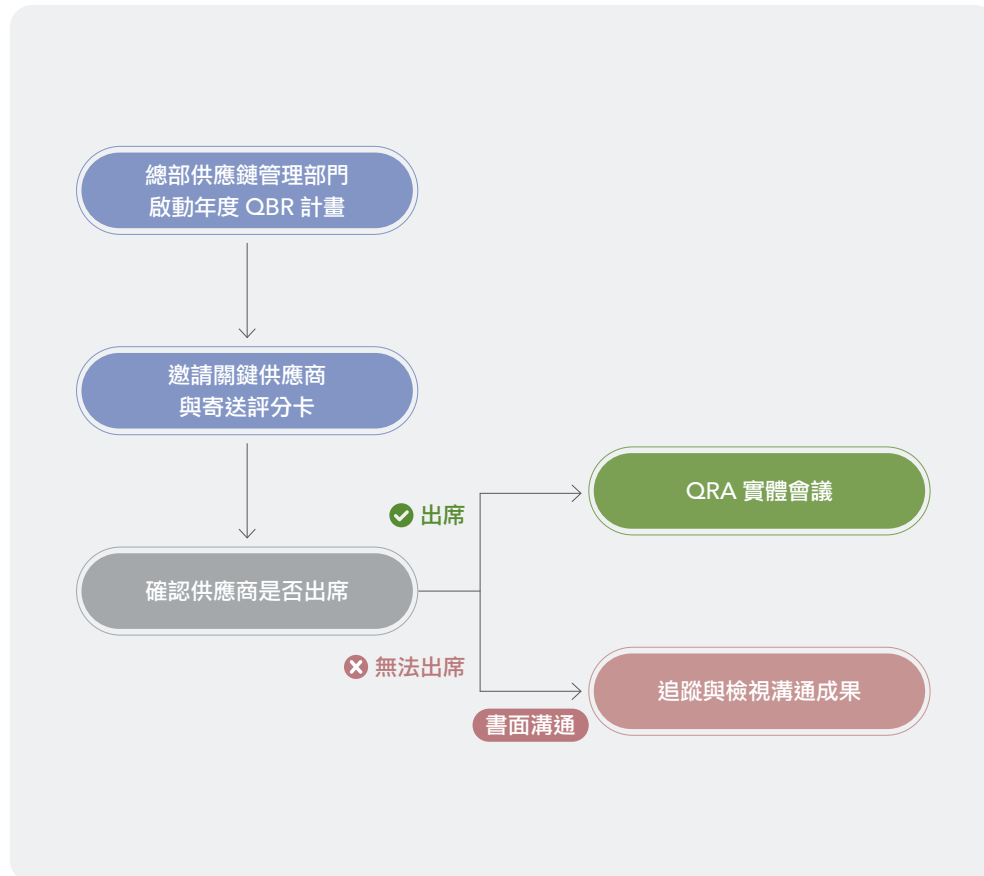 總部供應鏈管理部門
啟動年度 QBR 計畫
邀請關鍵供應商
與寄送評分卡
確認供應商是否出席
出席
QRA 實體會議
無法出席
書面溝通
追蹤與檢視溝通成果